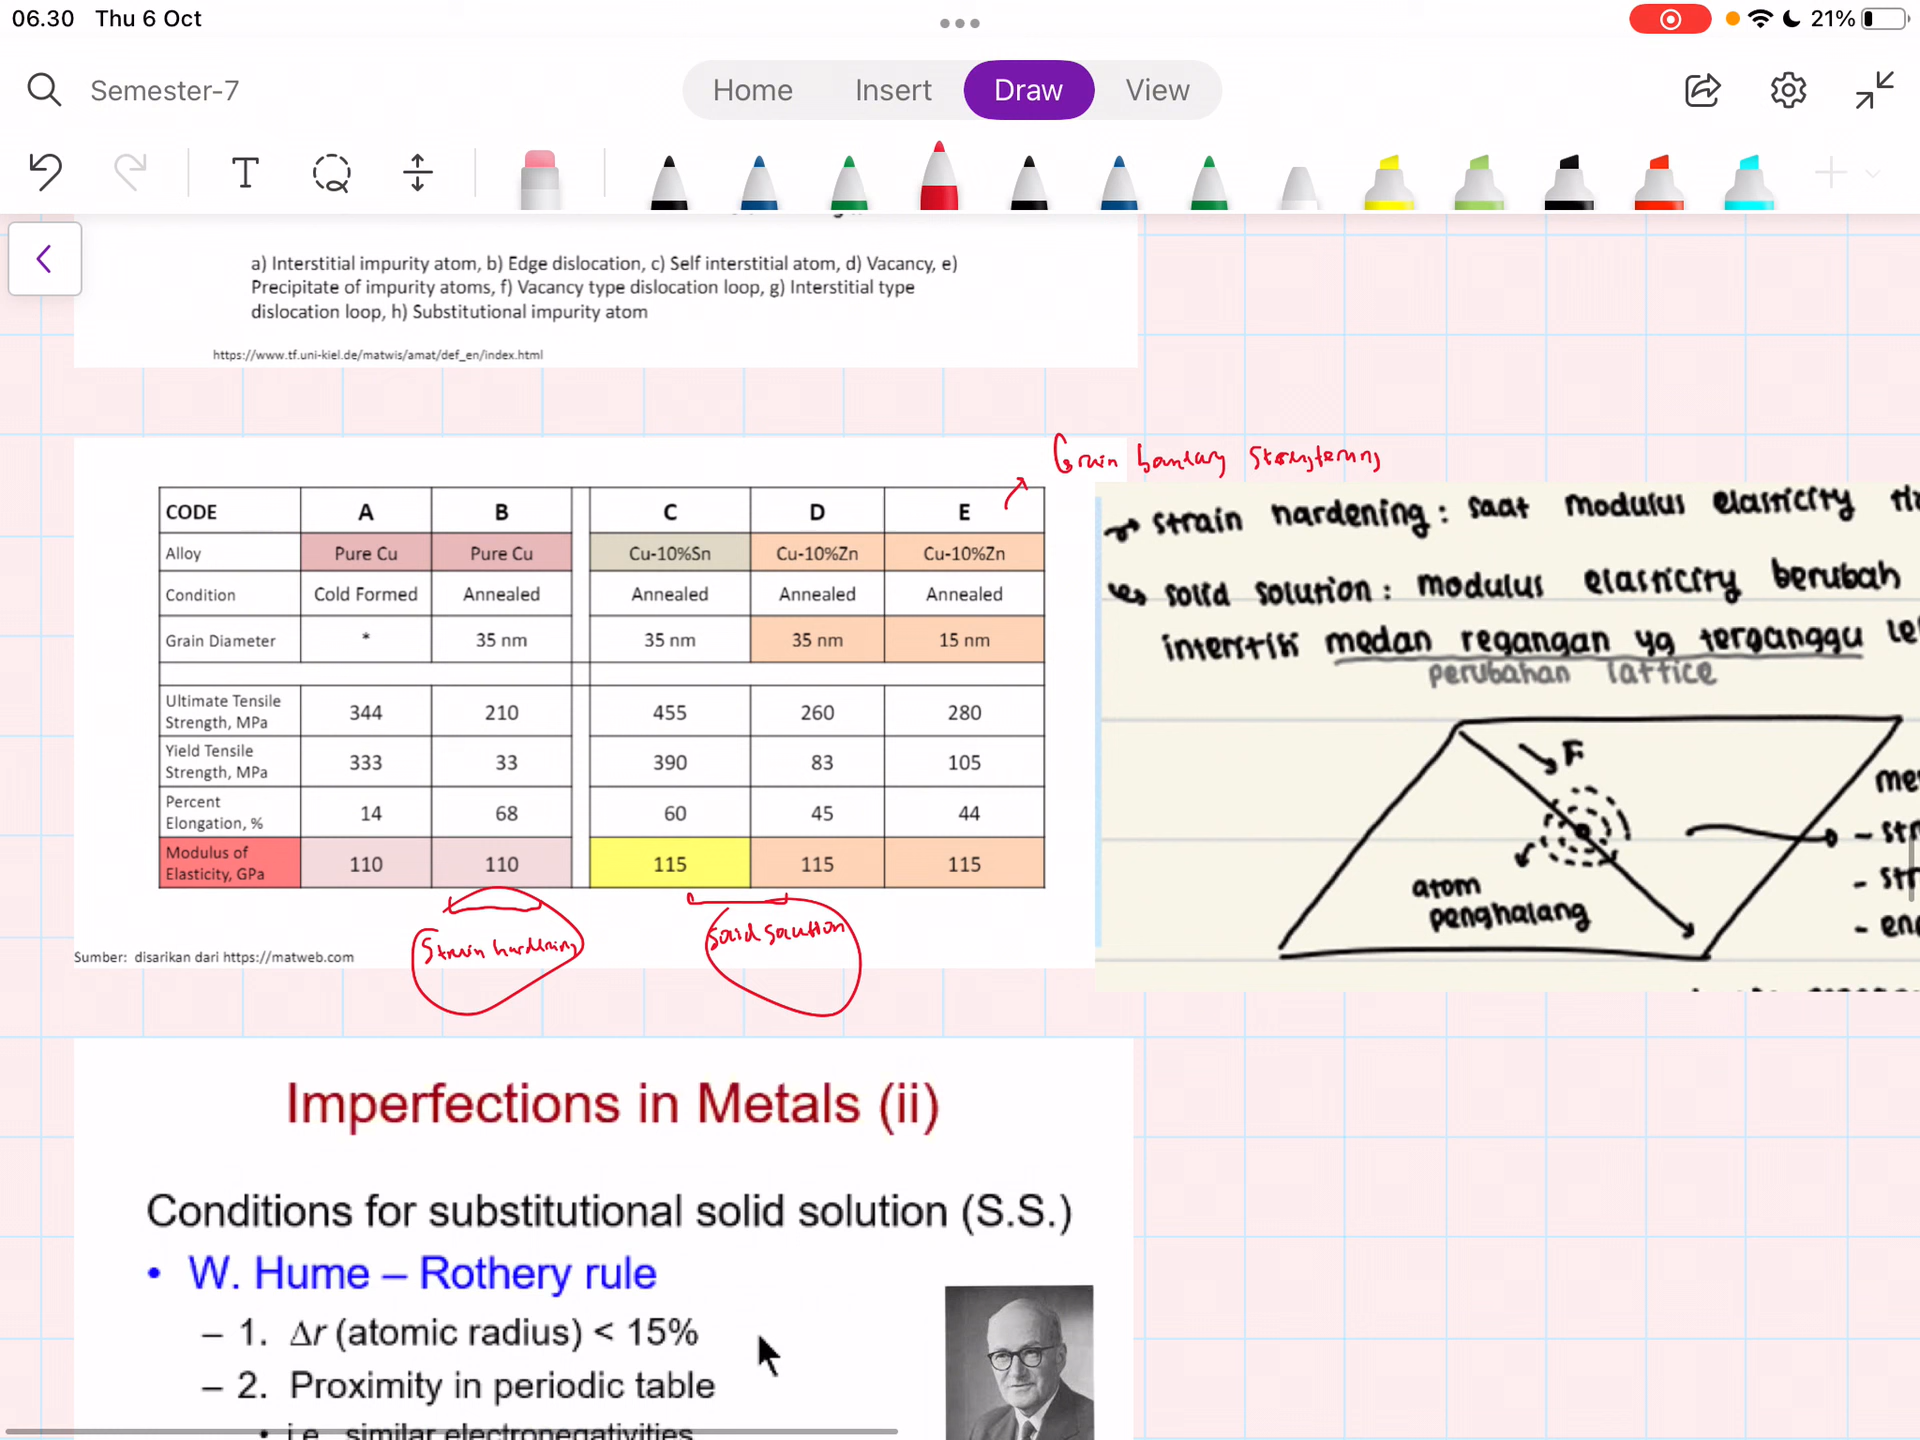 06.30 Thu 6 Oct
21%
Semester-7
Home Insert Draw View
T
a) Interstitial impurity atom, b) Edge dislocation, c) Self interstitial atom, d) Vacancy, e)
Precipitate of impurity atoms, f) Vacancy type dislocation loop, g) Interstitial type
dislocation loop, h) Substitutional impurity atom
https://www.tf.uni-kiel.de/matwis/amat/def_en/index.html
Grain
CODE A B C D E
Alloy Pure Cu Pure Cu Cu-10%Sn Cu-10%Zn Cu-10%Zn
Condition Cold Formed Annealed Annealed Annealed Annealed
Grain Diameter * 35 nm 35 nm 35 nm 15 nm
Ultimate Tensile Strength, MPa 344 210 455 260 280
Yield Tensile Strength, MPa 333 33 390 83 105
Percent Elongation, % 14 68 60 45 44
Modulus of Elasticity, GPa 110 110 115 115 115
Strain hardening
Solid solution
Sumber: disarikan dari https://matweb.com
strain hardening : saat modulus elasticity
solid solution : modulus elasticity berubah
interstisi medan regangan yg terganggu
perubahan lattice
F
atom
penghalang
Imperfections in Metals (ii)
Conditions for substitutional solid solution (S.S.)
• W. Hume – Rothery rule
– 1. Δr (atomic radius) < 15%
– 2. Proximity in periodic table
• i.e., similar electronegativities